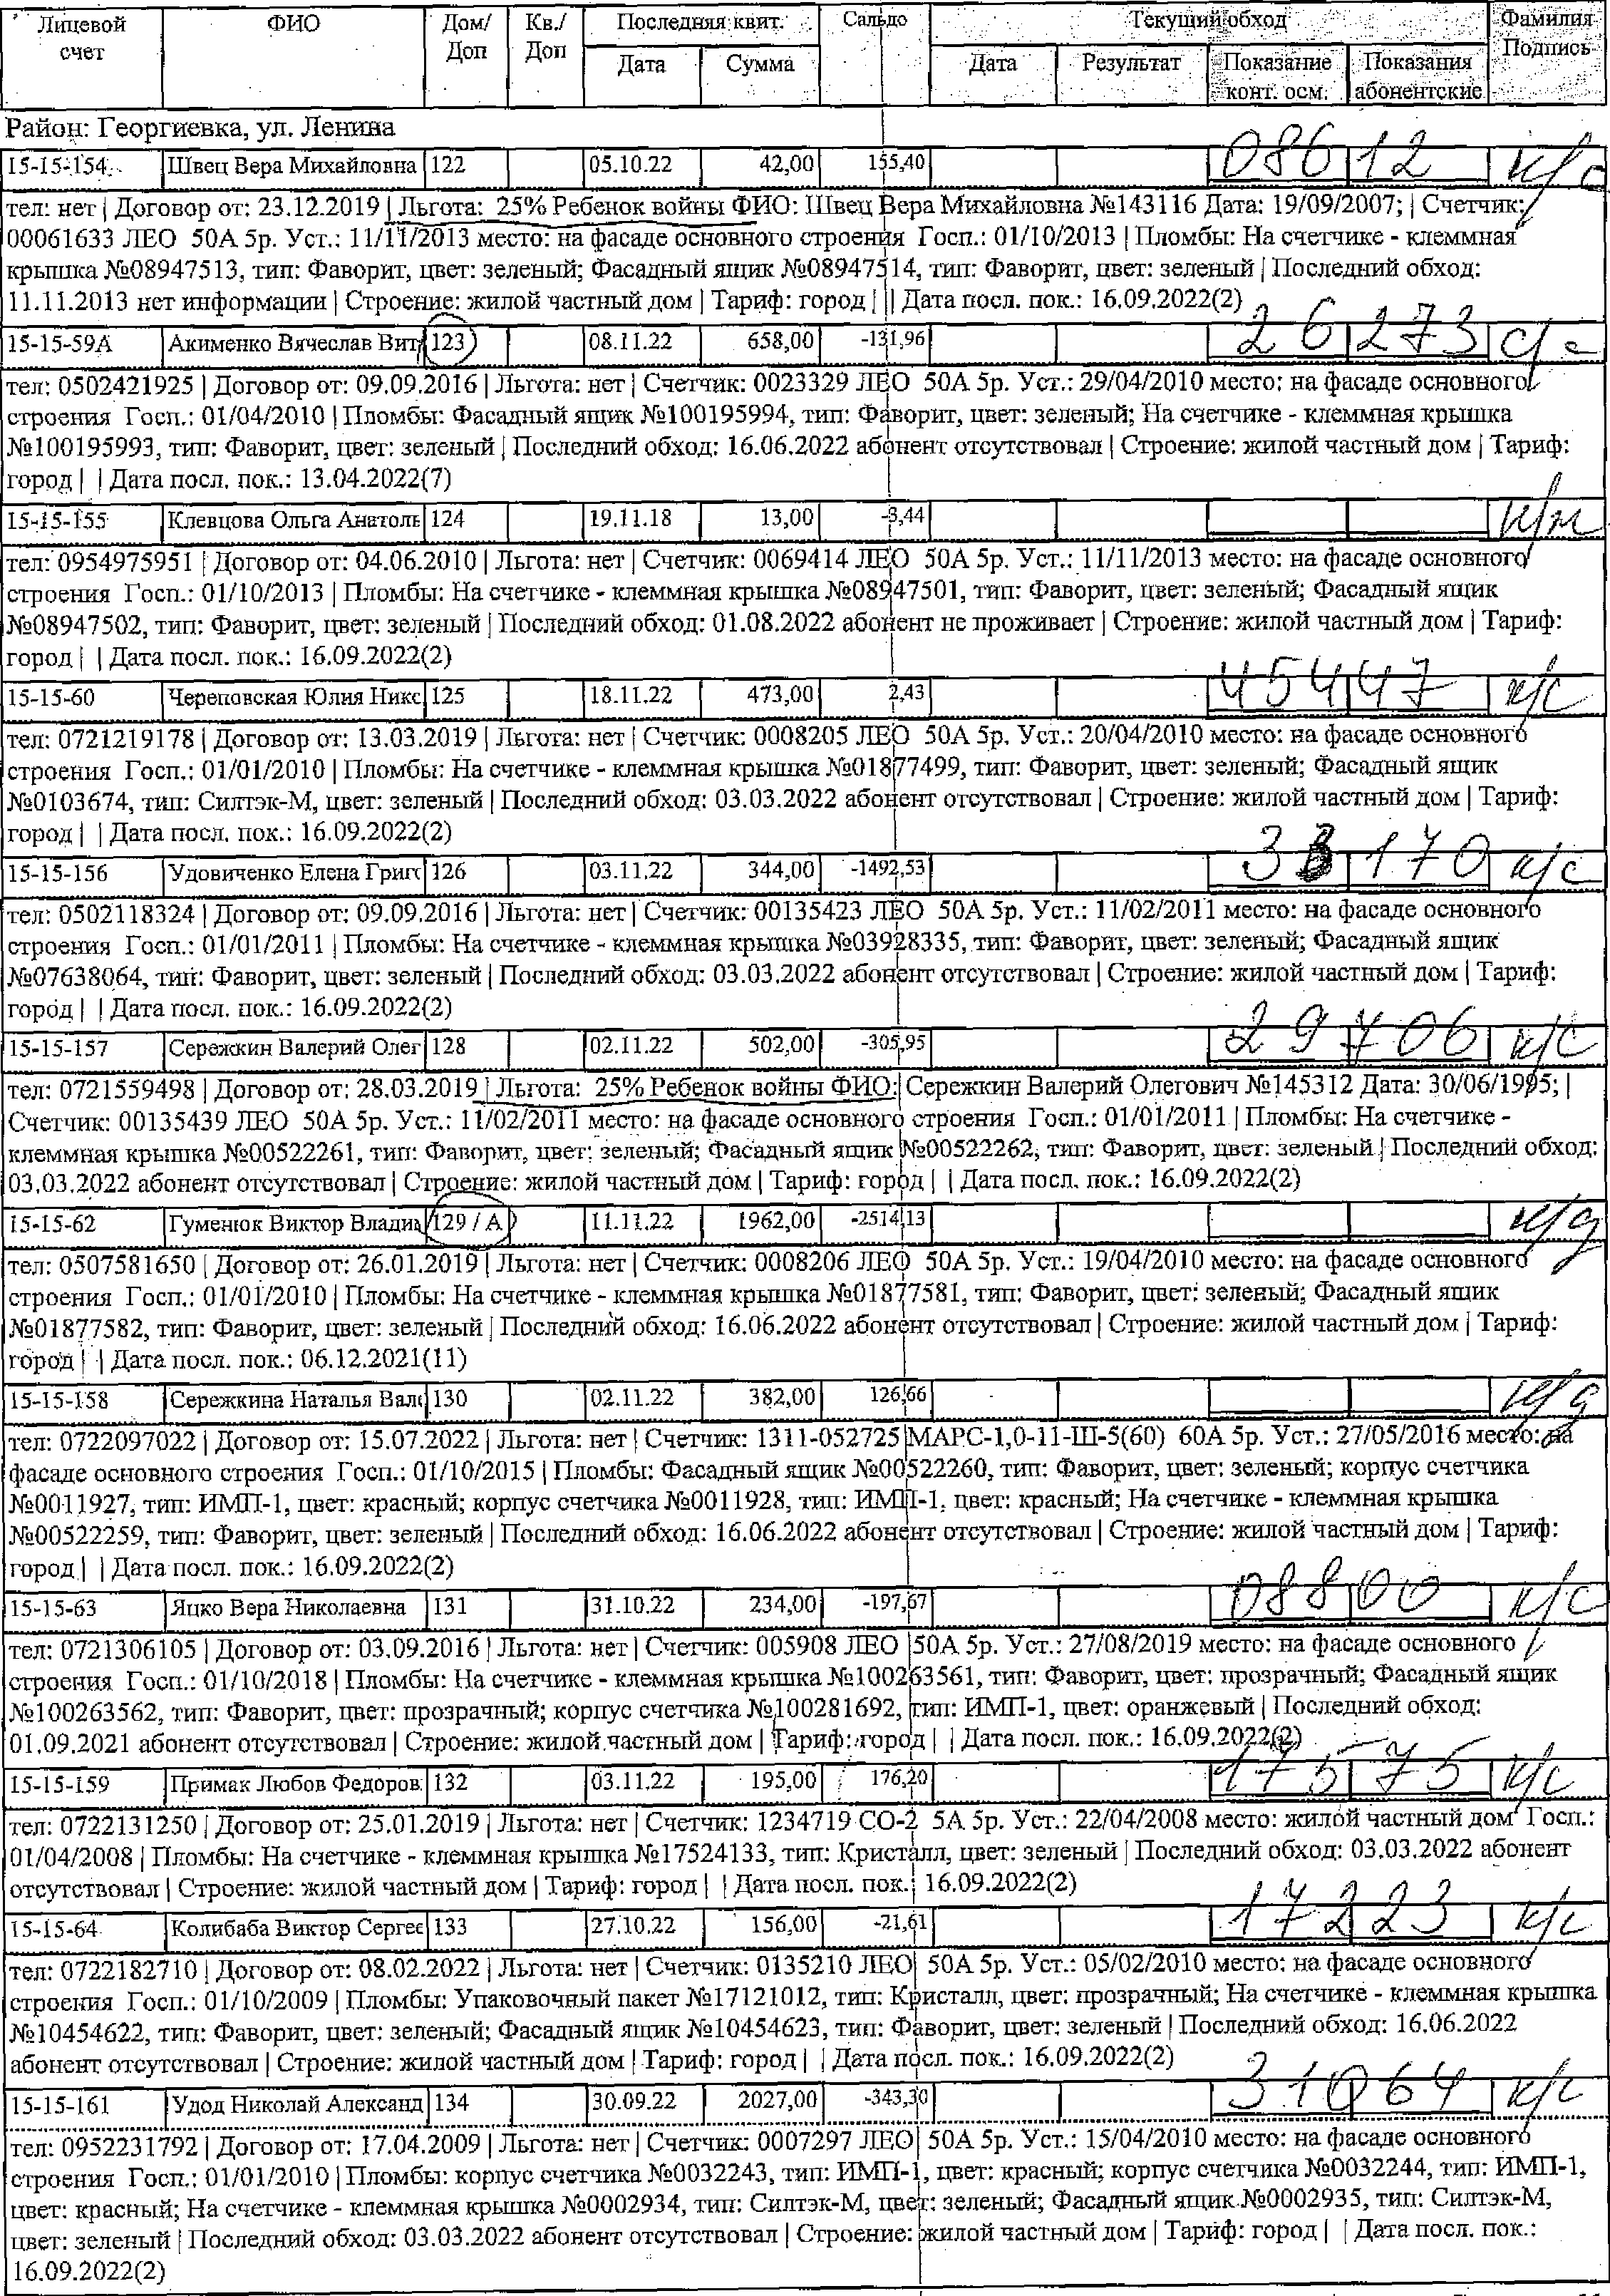 Лицевой счет | ФИО | Дом/ Доп | Кв./ Доп | Последняя квит. | Сальдо | Текущий обход | Фамилия Подпись
Дата | Сумма | Дата | Результат | Показание конт. осм. | Показания абонентские
Район: Георгиевка, ул. Ленина
15-15-154 | Швец Вера Михайловна | 122 | 05.10.22 | 42,00 | 155,40 | 08612 | к/с
тел: нет | Договор от: 23.12.2019 | Льгота: 25% Ребенок войны ФИО: Швец Вера Михайловна №143116 Дата: 19/09/2007; | Счетчик:
00061633 ЛЕО 50А 5р. Уст.: 11/11/2013 место: на фасаде основного строения Госп.: 01/10/2013 | Пломбы: На счетчике - клеммная
крышка №08947513, тип: Фаворит, цвет: зеленый; Фасадный ящик №08947514, тип: Фаворит, цвет: зеленый | Последний обход:
11.11.2013 нет информации | Строение: жилой частный дом | Тариф: город | || Дата посл. пок.: 16.09.2022(2)
15-15-59А | Акименко Вячеслав Вит | 123 | 08.11.22 | 658,00 | -131,96 | 26273 | с/с
тел: 0502421925 | Договор от: 09.09.2016 | Льгота: нет | Счетчик: 0023329 ЛЕО 50А 5р. Уст.: 29/04/2010 место: на фасаде основного
строения Госп.: 01/04/2010 | Пломбы: Фасадный ящик №100195994, тип: Фаворит, цвет: зеленый; На счетчике - клеммная крышка
№100195993, тип: Фаворит, цвет: зеленый | Последний обход: 16.06.2022 абонент отсутствовал | Строение: жилой частный дом | Тариф:
город | | Дата посл. пок.: 13.04.2022(7)
15-15-155 | Клевцова Ольга Анатоль | 124 | 19.11.18 | 13,00 | -3,44 | н/ж
тел: 0954975951 | Договор от: 04.06.2010 | Льгота: нет | Счетчик: 0069414 ЛЕО 50А 5р. Уст.: 11/11/2013 место: на фасаде основного
строения Госп.: 01/10/2013 | Пломбы: На счетчике - клеммная крышка №08947501, тип: Фаворит, цвет: зеленый; Фасадный ящик
№08947502, тип: Фаворит, цвет: зеленый | Последний обход: 01.08.2022 абонент не проживает | Строение: жилой частный дом | Тариф:
город | | Дата посл. пок.: 16.09.2022(2)
15-15-60 | Череповская Юлия Никс | 125 | 18.11.22 | 473,00 | 2,43 | 45447 | к/с
тел: 0721219178 | Договор от: 13.03.2019 | Льгота: нет | Счетчик: 0008205 ЛЕО 50А 5р. Уст.: 20/04/2010 место: на фасаде основного
строения Госп.: 01/01/2010 | Пломбы: На счетчике - клеммная крышка №01877499, тип: Фаворит, цвет: зеленый; Фасадный ящик
№0103674, тип: Силтэк-М, цвет: зеленый | Последний обход: 03.03.2022 абонент отсутствовал | Строение: жилой частный дом | Тариф:
город | | Дата посл. пок.: 16.09.2022(2)
15-15-156 | Удовиченко Елена Григ | 126 | 03.11.22 | 344,00 | -1492,53 | 33170 | к/с
тел: 0502118324 | Договор от: 09.09.2016 | Льгота: нет | Счетчик: 00135423 ЛЕО 50А 5р. Уст.: 11/02/2011 место: на фасаде основного
строения Госп.: 01/01/2011 | Пломбы: На счетчике - клеммная крышка №03928335, тип: Фаворит, цвет: зеленый; Фасадный ящик
№07638064, тип: Фаворит, цвет: зеленый | Последний обход: 03.03.2022 абонент отсутствовал | Строение: жилой частный дом | Тариф:
город | | Дата посл. пок.: 16.09.2022(2)
15-15-157 | Сережкин Валерий Олег | 128 | 02.11.22 | 502,00 | -305,95 | 29706 | к/с
тел: 0721559498 | Договор от: 28.03.2019 | Льгота: 25% Ребенок войны ФИО: Сережкин Валерий Олегович №145312 Дата: 30/06/1995; |
Счетчик: 00135439 ЛЕО 50А 5р. Уст.: 11/02/2011 место: на фасаде основного строения Госп.: 01/01/2011 | Пломбы: На счетчике -
клеммная крышка №00522261, тип: Фаворит, цвет: зеленый; Фасадный ящик №00522262, тип: Фаворит, цвет: зеленый | Последний обход:
03.03.2022 абонент отсутствовал | Строение: жилой частный дом | Тариф: город | | Дата посл. пок.: 16.09.2022(2)
15-15-62 | Гуменюк Виктор Влади | 129 / А | 11.11.22 | 1962,00 | -2514,13 | н/д
тел: 0507581650 | Договор от: 26.01.2019 | Льгота: нет | Счетчик: 0008206 ЛЕО 50А 5р. Уст.: 19/04/2010 место: на фасаде основного
строения Госп.: 01/01/2010 | Пломбы: На счетчике - клеммная крышка №01877581, тип: Фаворит, цвет: зеленый; Фасадный ящик
№01877582, тип: Фаворит, цвет: зеленый | Последний обход: 16.06.2022 абонент отсутствовал | Строение: жилой частный дом | Тариф:
город | | Дата посл. пок.: 06.12.2021(11)
15-15-158 | Сережкина Наталья Вал | 130 | 02.11.22 | 382,00 | 126,66 | н/д
тел: 0722097022 | Договор от: 15.07.2022 | Льгота: нет | Счетчик: 1311-052725 МАРС-1,0-11-Ш-5(60) 60А 5р. Уст.: 27/05/2016 место: на
фасаде основного строения Госп.: 01/10/2015 | Пломбы: Фасадный ящик №00522260, тип: Фаворит, цвет: зеленый; корпус счетчика
№0011927, тип: ИМП-1, цвет: красный; корпус счетчика №0011928, тип: ИМП-1, цвет: красный; На счетчике - клеммная крышка
№00522259, тип: Фаворит, цвет: зеленый | Последний обход: 16.06.2022 абонент отсутствовал | Строение: жилой частный дом | Тариф:
город | | Дата посл. пок.: 16.09.2022(2)
15-15-63 | Яцко Вера Николаевна | 131 | 31.10.22 | 234,00 | -197,67 | 08800 | к/с
тел: 0721306105 | Договор от: 03.09.2016 | Льгота: нет | Счетчик: 005908 ЛЕО 50А 5р. Уст.: 27/08/2019 место: на фасаде основного
строения Госп.: 01/10/2018 | Пломбы: На счетчике - клеммная крышка №100263561, тип: Фаворит, цвет: прозрачный; Фасадный ящик
№100263562, тип: Фаворит, цвет: прозрачный; корпус счетчика №100281692, тип: ИМП-1, цвет: оранжевый | Последний обход:
01.09.2021 абонент отсутствовал | Строение: жилой частный дом | Тариф: город | | Дата посл. пок.: 16.09.2022(2)
15-15-159 | Примак Любов Федоров | 132 | 03.11.22 | 195,00 | 176,20 | 17575 | к/с
тел: 0722131250 | Договор от: 25.01.2019 | Льгота: нет | Счетчик: 1234719 СО-2 5А 5р. Уст.: 22/04/2008 место: жилой частный дом Госп.:
01/04/2008 | Пломбы: На счетчике - клеммная крышка №17524133, тип: Кристалл, цвет: зеленый | Последний обход: 03.03.2022 абонент
отсутствовал | Строение: жилой частный дом | Тариф: город | | Дата посл. пок.: 16.09.2022(2)
15-15-64 | Колибаба Виктор Серге | 133 | 27.10.22 | 156,00 | -21,61 | 17223 | к/с
тел: 0722182710 | Договор от: 08.02.2022 | Льгота: нет | Счетчик: 0135210 ЛЕО 50А 5р. Уст.: 05/02/2010 место: на фасаде основного
строения Госп.: 01/10/2009 | Пломбы: Упаковочный пакет №17121012, тип: Кристалл, цвет: прозрачный; На счетчике - клеммная крышка
№10454622, тип: Фаворит, цвет: зеленый; Фасадный ящик №10454623, тип: Фаворит, цвет: зеленый | Последний обход: 16.06.2022
абонент отсутствовал | Строение: жилой частный дом | Тариф: город | | Дата посл. пок.: 16.09.2022(2)
15-15-161 | Удод Николай Александ | 134 | 30.09.22 | 2027,00 | -343,30 | 31064 | к/с
тел: 0952231792 | Договор от: 17.04.2009 | Льгота: нет | Счетчик: 0007297 ЛЕО 50А 5р. Уст.: 15/04/2010 место: на фасаде основного
строения Госп.: 01/01/2010 | Пломбы: корпус счетчика №0032243, тип: ИМП-1, цвет: красный; корпус счетчика №0032244, тип: ИМП-1,
цвет: красный; На счетчике - клеммная крышка №0002934, тип: Силтэк-М, цвет: зеленый; Фасадный ящик №0002935, тип: Силтэк-М,
цвет: зеленый | Последний обход: 03.03.2022 абонент отсутствовал | Строение: жилой частный дом | Тариф: город | | Дата посл. пок.:
16.09.2022(2)